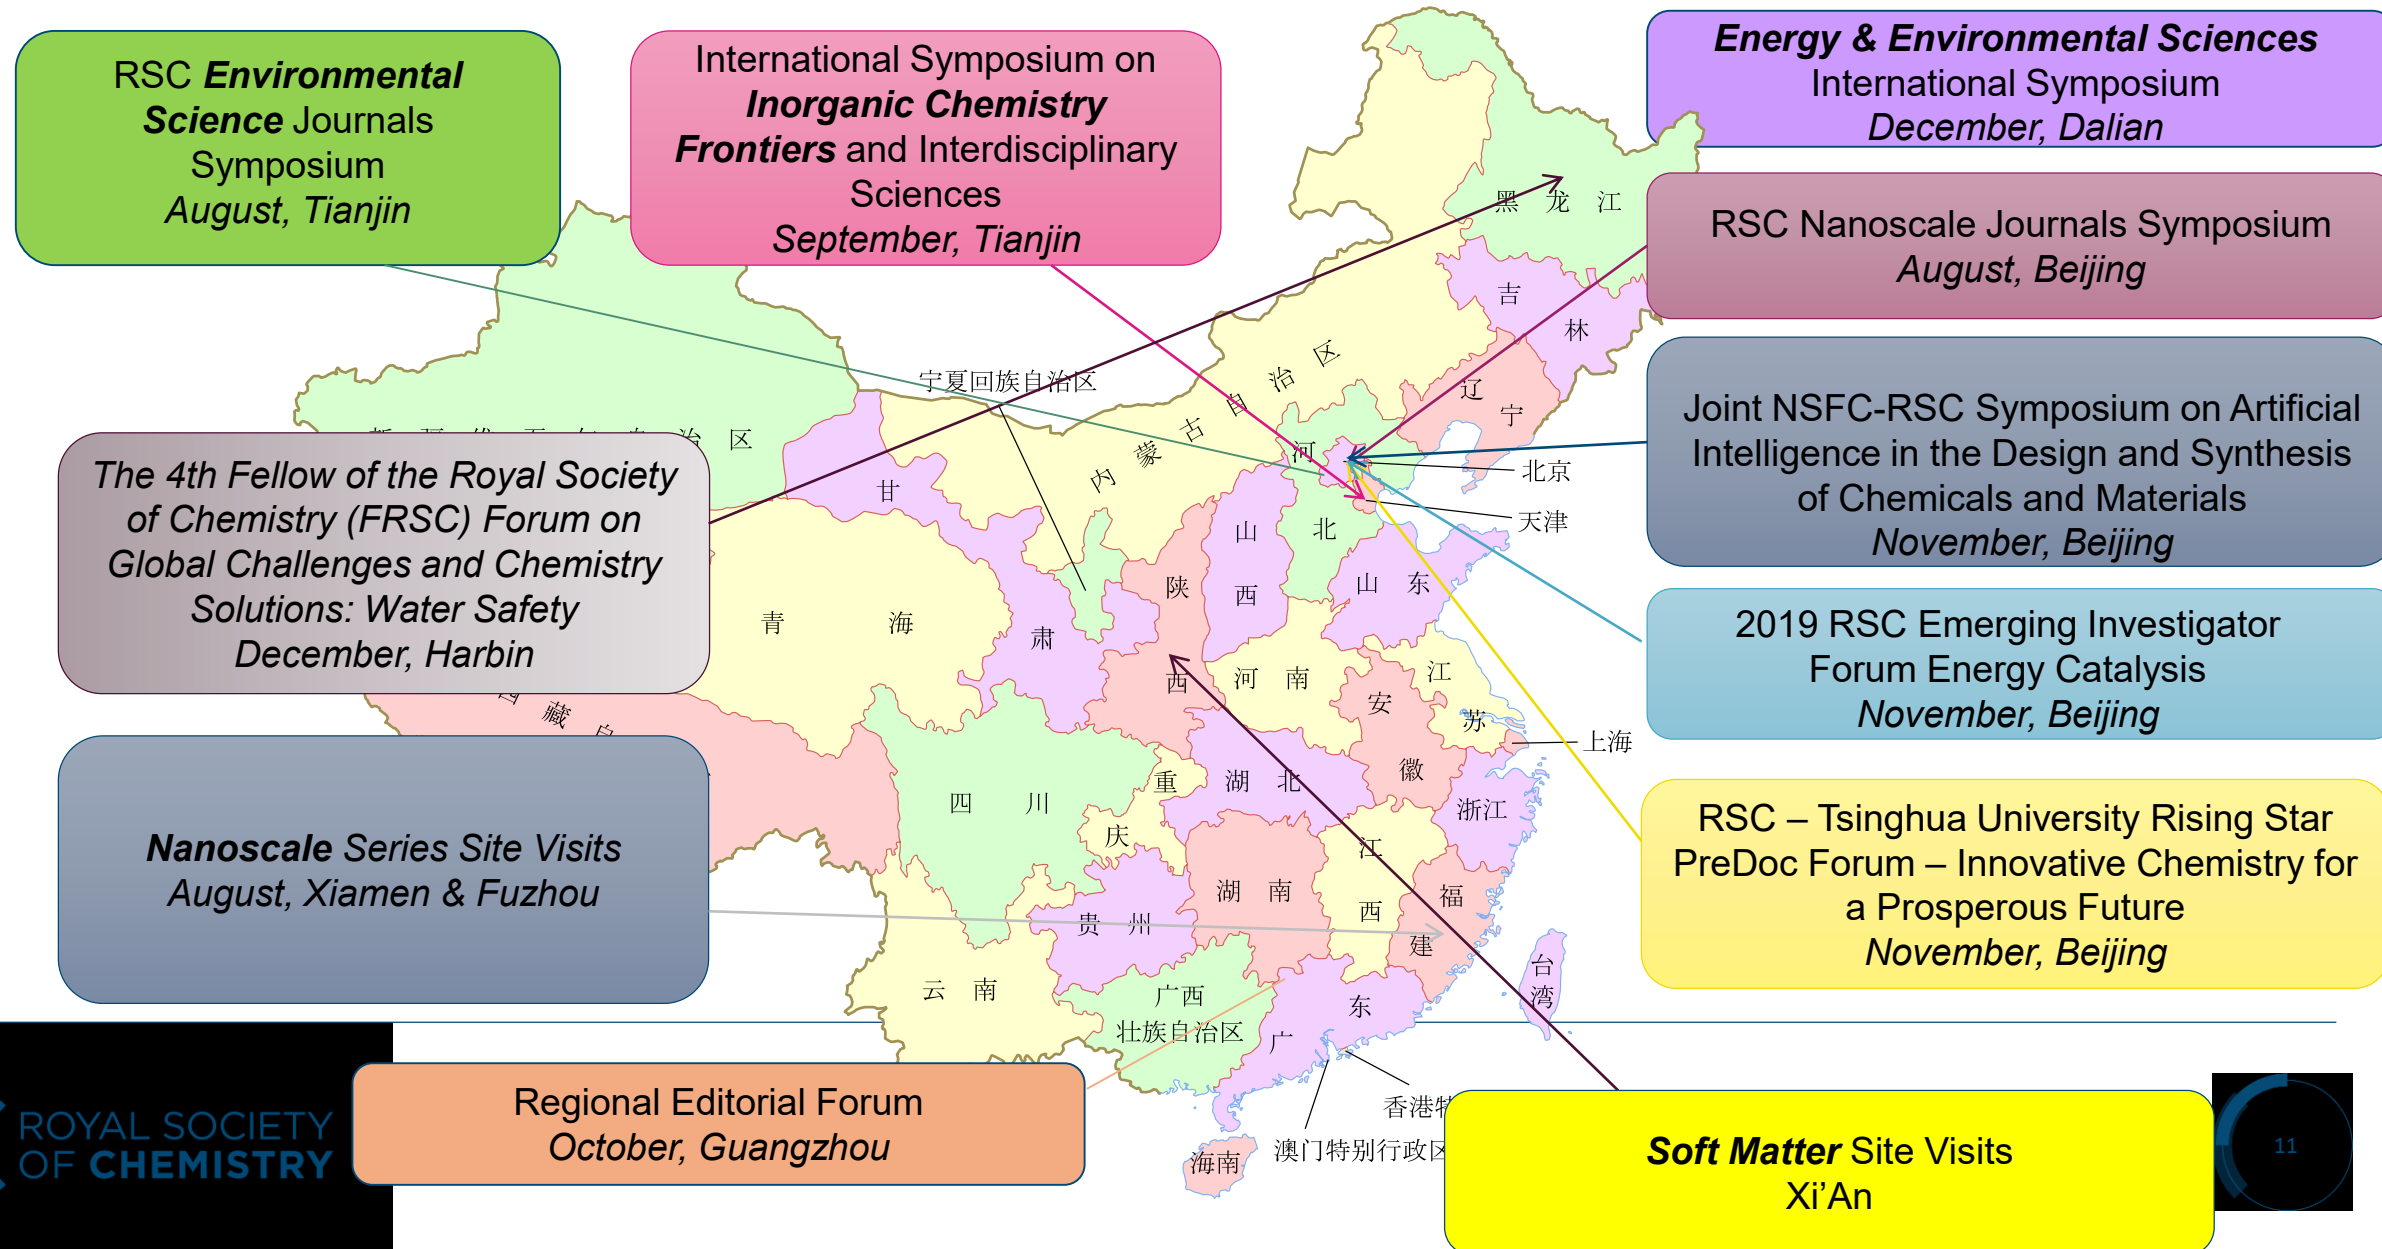 RSC Environmental
Science Journals
Symposium
August, Tianjin
International Symposium on
Inorganic Chemistry
Frontiers and Interdisciplinary
Sciences
September, Tianjin
Energy & Environmental Sciences
International Symposium
December, Dalian
RSC Nanoscale Journals Symposium
August, Beijing
Joint NSFC-RSC Symposium on Artificial
Intelligence in the Design and Synthesis
of Chemicals and Materials
November, Beijing
2019 RSC Emerging Investigator
Forum Energy Catalysis
November, Beijing
RSC – Tsinghua University Rising Star
PreDoc Forum – Innovative Chemistry for
a Prosperous Future
November, Beijing
The 4th Fellow of the Royal Society
of Chemistry (FRSC) Forum on
Global Challenges and Chemistry
Solutions: Water Safety
December, Harbin
Nanoscale Series Site Visits
August, Xiamen & Fuzhou
Regional Editorial Forum
October, Guangzhou
Soft Matter Site Visits
Xi’An
黑龙江
吉林
辽宁
内蒙古自治区
宁夏回族自治区
治区
河北
北京
天津
甘肃
青海
山西
陕西
山东
河南
江苏
安徽
上海
藏
四川
重庆
湖北
浙江
湖南
江西
福建
贵州
云南
广西
壮族自治区
广东
台湾
香港特
澳门特别行政区
海南
ROYAL SOCIETY
OF CHEMISTRY
11